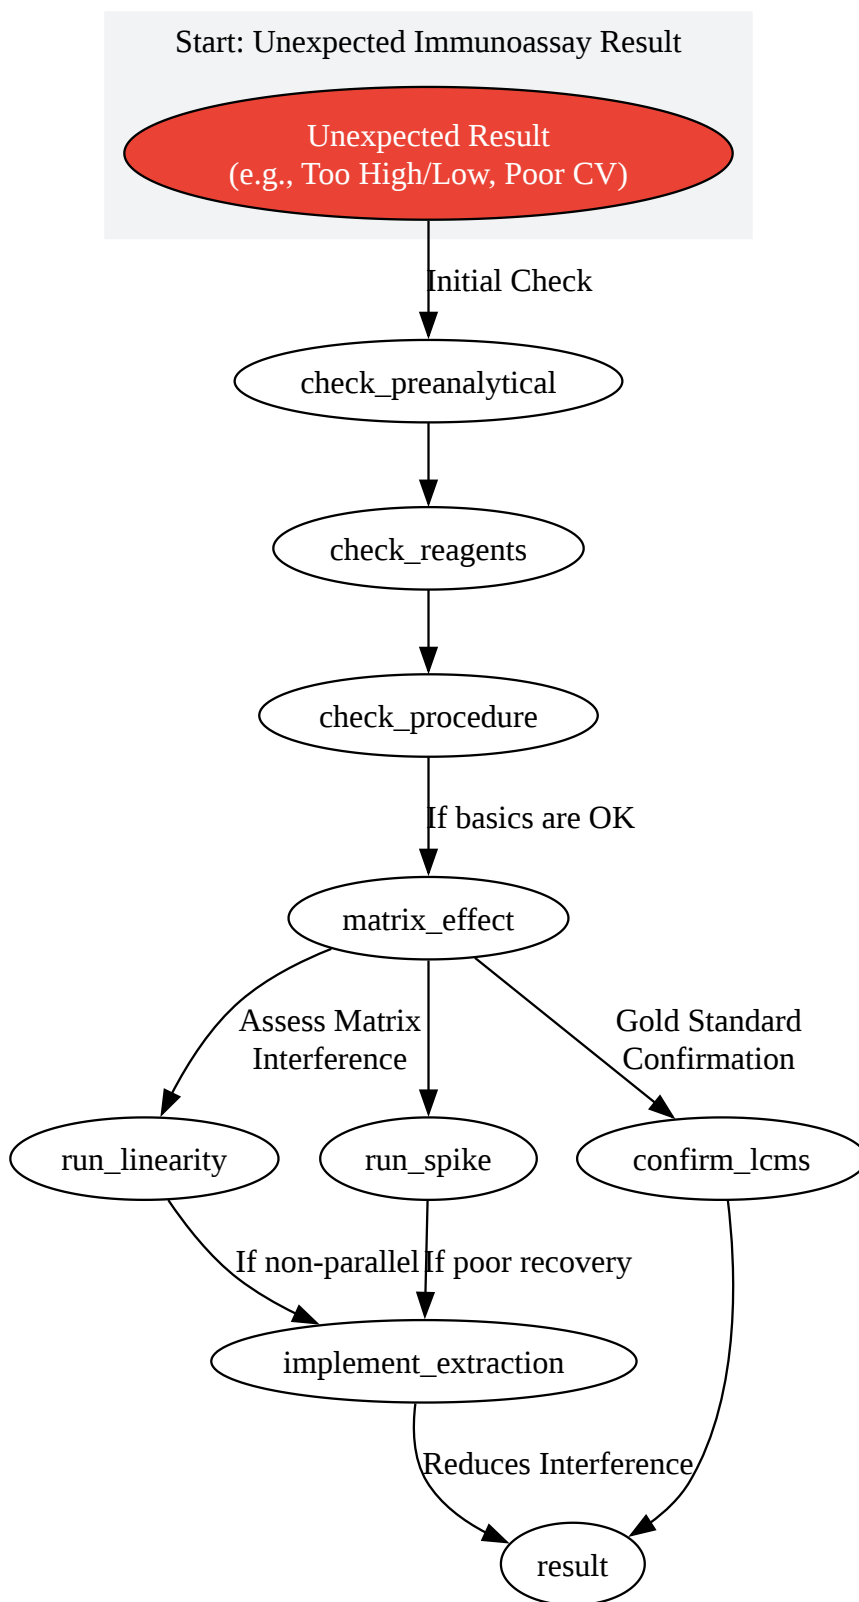 Start: Unexpected Immunoassay Result
Unexpected Result
(e.g., Too High/Low, Poor CV)
Initial Check
check_preanalytical
check_reagents
check_procedure
If basics are OK
matrix_effect
Assess Matrix
Interference
Gold Standard
Confirmation
run_linearity
run_spike
confirm_lcms
If non-parallel
If poor recovery
implement_extraction
Reduces Interference
result